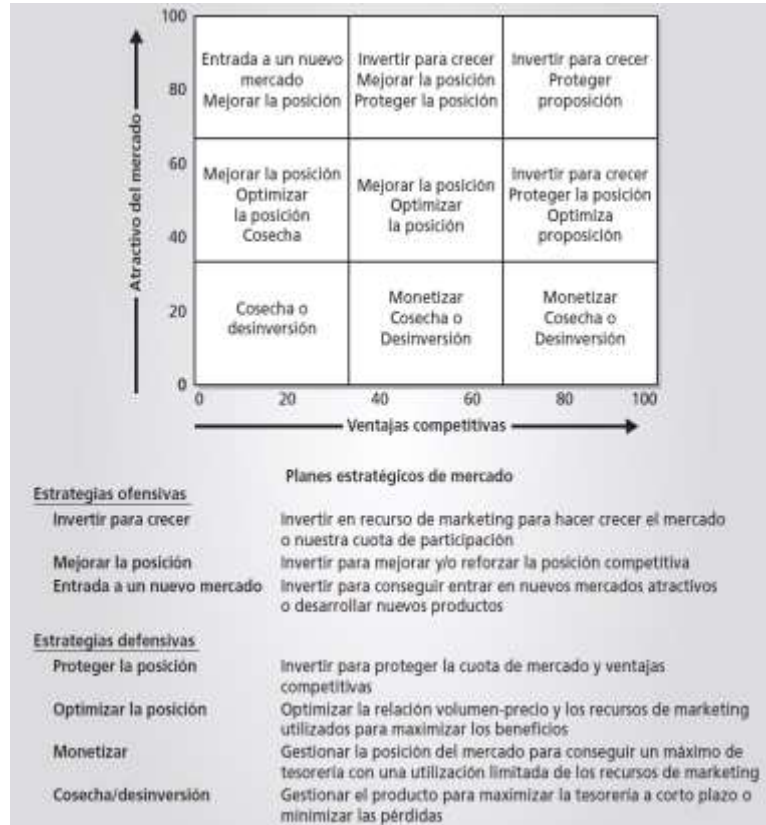 100
Entrada a un nuevo
mercado
Mejorar la posición
Invertir para crecer
Mejorar la posición
Proteger la posición
Invertir para crecer
Proteger
proposición
80
60
Mejorar la posición
Optimizar
la posición
Cosecha
Mejorar la posición
Optimizar
la posición
Invertir para crecer
Proteger la posición
Optimiza
proposición
40
Atractivo del mercado
20
Cosecha o
desinversión
Monetizar
Cosecha o
Desinversión
Monetizar
Cosecha o
Desinversión
0
0 20 40 60 80 100
Ventajas competitivas
Planes estratégicos de mercado
Estrategias ofensivas
Invertir para crecer Invertir en recurso de marketing para hacer crecer el mercado
o nuestra cuota de participación
Mejorar la posición Invertir para mejorar y/o reforzar la posición competitiva
Entrada a un nuevo mercado Invertir para conseguir entrar en nuevos mercados atractivos
o desarrollar nuevos productos
Estrategias defensivas
Proteger la posición Invertir para proteger la cuota de mercado y ventajas
competitivas
Optimizar la posición Optimizar la relación volumen-precio y los recursos de marketing
utilizados para maximizar los beneficios
Monetizar Gestionar la posición del mercado para conseguir un máximo de
tesorería con una utilización limitada de los recursos de marketing
Cosecha/desinversión Gestionar el producto para maximizar la tesorería a corto plazo o
minimizar las pérdidas